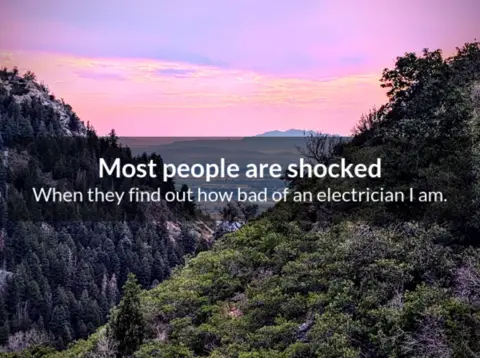 Most people are shocked
When they find out how bad of an electrician I am.